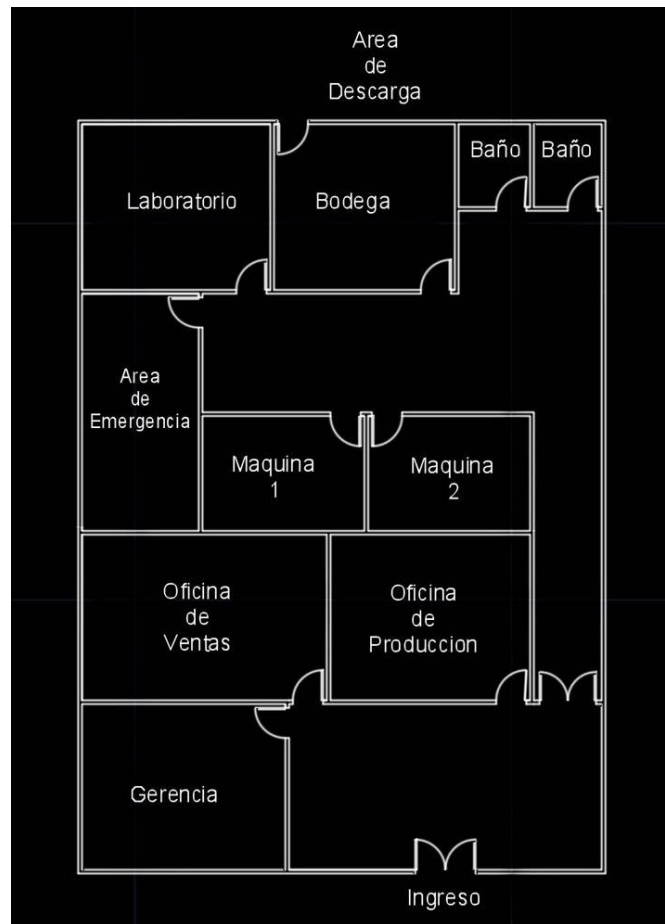 Area
de
Descarga
Laboratorio
Bodega
Baño
Baño
Area
de
Emergencia
Maquina
1
Maquina
2
Oficina
de
Ventas
Oficina
de
Produccion
Gerencia
Ingreso